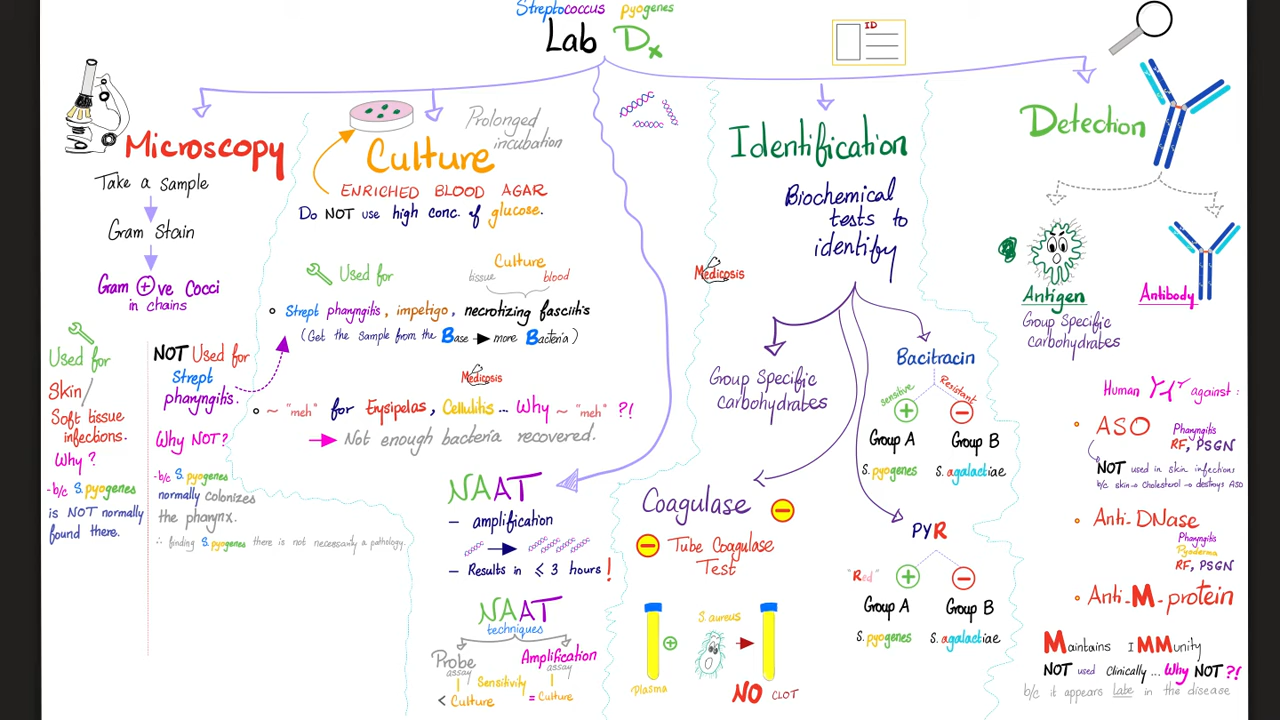 Streptococcus pyogenes
Lab Dx
ID
Microscopy
Take a sample
Gram Stain
Gram + ve Cocci
in chains
Used for
Skin/
Soft tissue
infections.
Why?
-b/c S. pyogenes
is NOT normally
found there.
NOT Used for
Strept
pharyngitis.
Why NOT?
-b/c S. pyogenes
normally colonizes
the pharynx.
∴ finding S. pyogenes there is not necessarily a pathology.
Culture
Prolonged
incubation
ENRICHED BLOOD AGAR
Do NOT use high conc. of glucose.
Used for
Culture
tissue blood
Strept pharyngitis, impetigo, necrotizing fasciitis
(Get the sample from the Base → more Bacteria)
Medicosis
~ "meh" for Erysipelas, Cellulitis... Why ~ "meh" ?!
→ Not enough bacteria recovered.
NAAT
- amplification
- Results in ≤ 3 hours!
NAAT
techniques
Probe
assay
Amplification
assay
Sensitivity
< Culture
= Culture
Identification
Biochemical
tests to
identify
Medicosis
Group Specific
carbohydrates
Coagulase -
- Tube Coagulase
Test
S. aureus
+
Plasma
NO CLOT
Bacitracin
Sensitive Resistant
+ -
Group A Group B
S. pyogenes S. agalactiae
PYR
"Red" + -
Group A Group B
S. pyogenes S. agalactiae
Detection
Antigen
Group Specific
carbohydrates
Antibody
Human against:
ASO
Pharyngitis
RF, PSGN
NOT used in skin infections
b/c skin → cholesterol → destroys ASO
Anti-DNase
Pharyngitis
Pyoderma
RF, PSGN
Anti-M-protein
Maintains IMMunity
NOT used Clinically... Why NOT?!
b/c it appears late in the disease